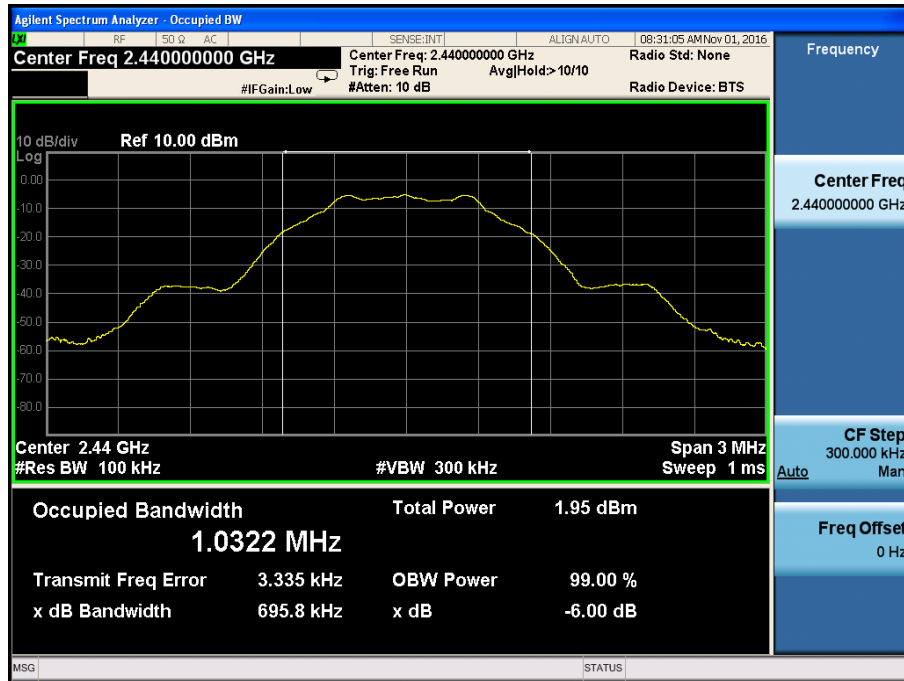 Agilent Spectrum Analyzer - Occupied BW
LXI RF 50 Ω AC SENSE:INT ALIGN AUTO 08:31:05 AM Nov 01, 2016
Center Freq 2.440000000 GHz
Center Freq: 2.440000000 GHz
Radio Std: None
Trig: Free Run Avg|Hold:>10/10
#IFGain:Low
#Atten: 10 dB
Radio Device: BTS
10 dB/div Ref 10.00 dBm
Log
0.00
-10.0
-20.0
-30.0
-40.0
-50.0
-60.0
-70.0
-80.0
Center 2.44 GHz Span 3 MHz
#Res BW 100 kHz #VBW 300 kHz Sweep 1 ms
Occupied Bandwidth Total Power 1.95 dBm
1.0322 MHz
Transmit Freq Error 3.335 kHz OBW Power 99.00 %
x dB Bandwidth 695.8 kHz x dB -6.00 dB
MSG STATUS
Frequency
Center Freq
2.440000000 GHz
CF Step
300.000 kHz
Auto Man
Freq Offset
0 Hz